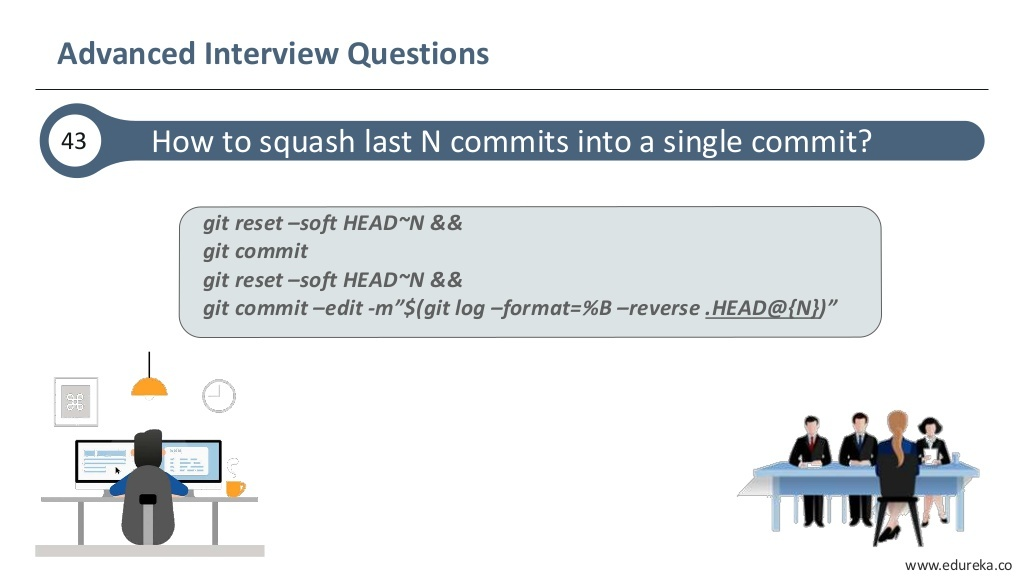 Advanced Interview Questions
43
How to squash last N commits into a single commit?
git reset –soft HEAD~N &&
git commit
git reset –soft HEAD~N &&
git commit –edit -m”$(git log –format=%B –reverse .HEAD@{N})”
www.edureka.co